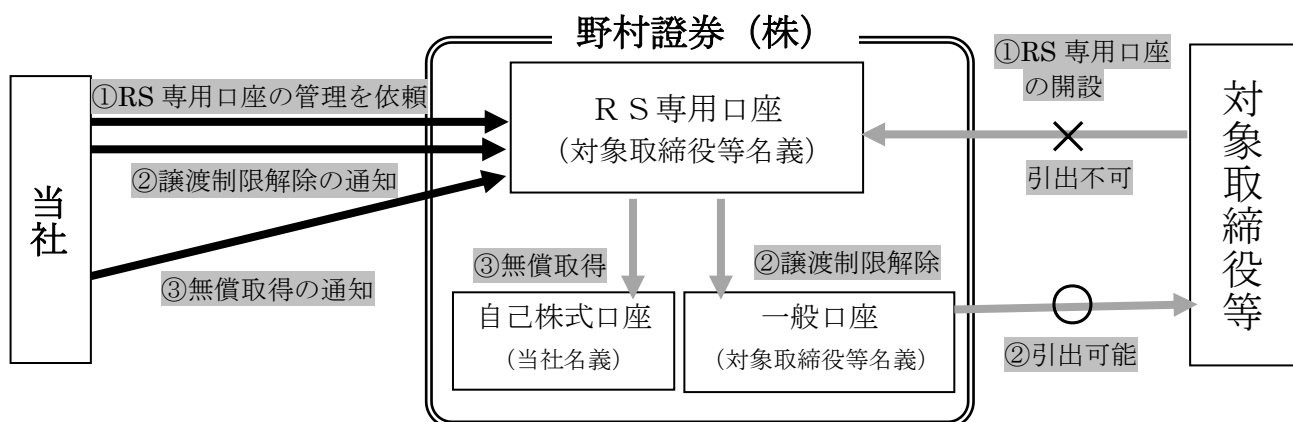 野村證券（株）
①RS 専用口座の管理を依頼
②譲渡制限解除の通知
③無償取得の通知
当社
ＲＳ専用口座
(対象取締役等名義)
①RS 専用口座
の開設
引出不可
対象取締役等
③無償取得
②譲渡制限解除
自己株式口座
(当社名義)
一般口座
(対象取締役等名義)
②引出可能